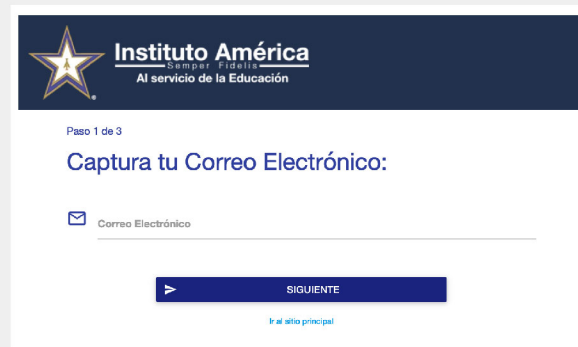 Instituto América
Semper Fidelis
Al servicio de la Educación
Paso 1 de 3
Captura tu Correo Electrónico:
Correo Electrónico
SIGUIENTE
Ir al sitio principal